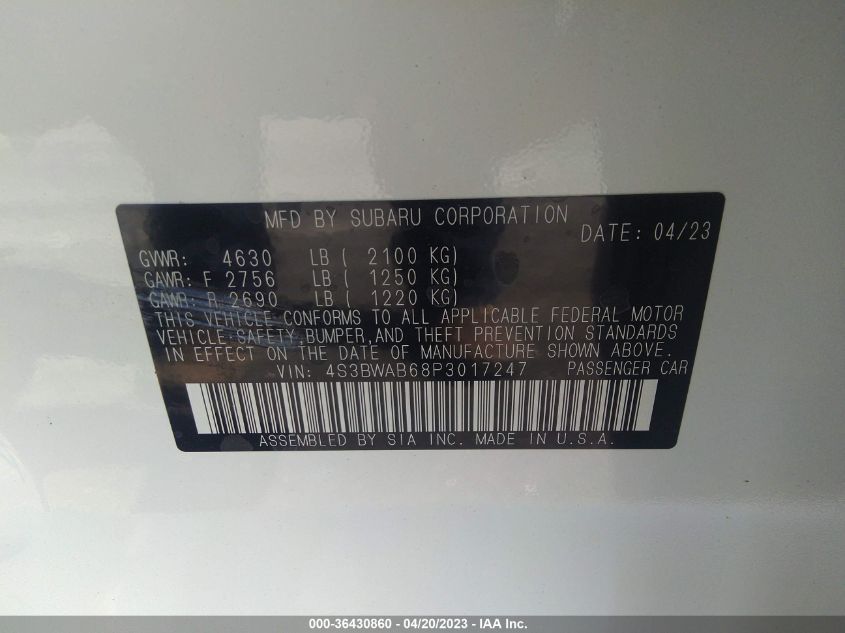 MFD BY SUBARU CORPORATION
DATE: 04/23
GVWR: 4630 LB ( 2100 KG)
GAWR: F 2756 LB ( 1250 KG)
GAWR: R 2690 LB ( 1220 KG)
THIS VEHICLE CONFORMS TO ALL APPLICABLE FEDERAL MOTOR
VEHICLE SAFETY, BUMPER, AND THEFT PREVENTION STANDARDS
IN EFFECT ON THE DATE OF MANUFACTURE SHOWN ABOVE.
VIN: 4S3BWAB68P3017247 PASSENGER CAR
ASSEMBLED BY SIA INC. MADE IN U.S.A.
000-36430860 - 04/20/2023 - IAA Inc.